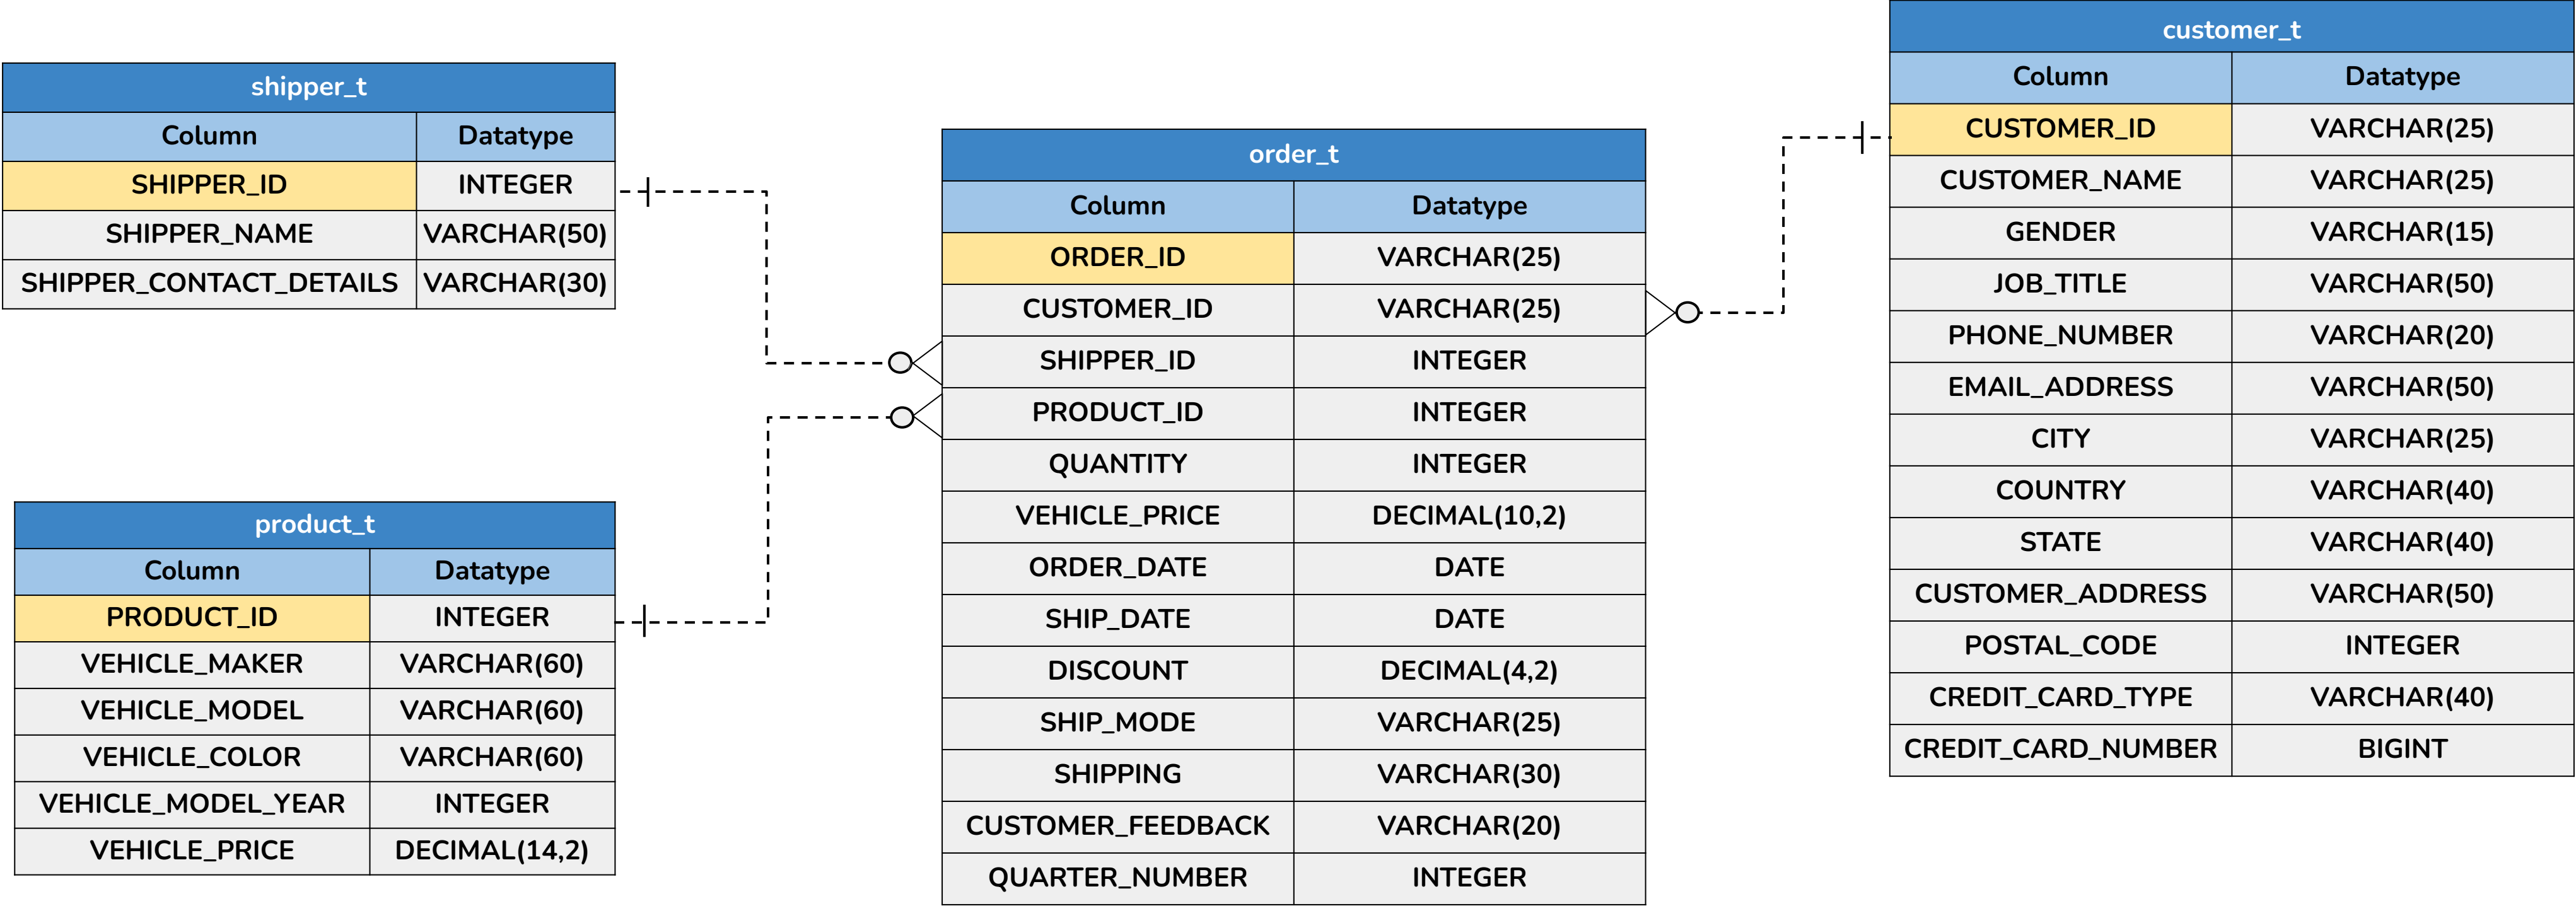 shipper_t
Column Datatype
SHIPPER_ID INTEGER
SHIPPER_NAME VARCHAR(50)
SHIPPER_CONTACT_DETAILS VARCHAR(30)
product_t
Column Datatype
PRODUCT_ID INTEGER
VEHICLE_MAKER VARCHAR(60)
VEHICLE_MODEL VARCHAR(60)
VEHICLE_COLOR VARCHAR(60)
VEHICLE_MODEL_YEAR INTEGER
VEHICLE_PRICE DECIMAL(14,2)
order_t
Column Datatype
ORDER_ID VARCHAR(25)
CUSTOMER_ID VARCHAR(25)
SHIPPER_ID INTEGER
PRODUCT_ID INTEGER
QUANTITY INTEGER
VEHICLE_PRICE DECIMAL(10,2)
ORDER_DATE DATE
SHIP_DATE DATE
DISCOUNT DECIMAL(4,2)
SHIP_MODE VARCHAR(25)
SHIPPING VARCHAR(30)
CUSTOMER_FEEDBACK VARCHAR(20)
QUARTER_NUMBER INTEGER
customer_t
Column Datatype
CUSTOMER_ID VARCHAR(25)
CUSTOMER_NAME VARCHAR(25)
GENDER VARCHAR(15)
JOB_TITLE VARCHAR(50)
PHONE_NUMBER VARCHAR(20)
EMAIL_ADDRESS VARCHAR(50)
CITY VARCHAR(25)
COUNTRY VARCHAR(40)
STATE VARCHAR(40)
CUSTOMER_ADDRESS VARCHAR(50)
POSTAL_CODE INTEGER
CREDIT_CARD_TYPE VARCHAR(40)
CREDIT_CARD_NUMBER BIGINT